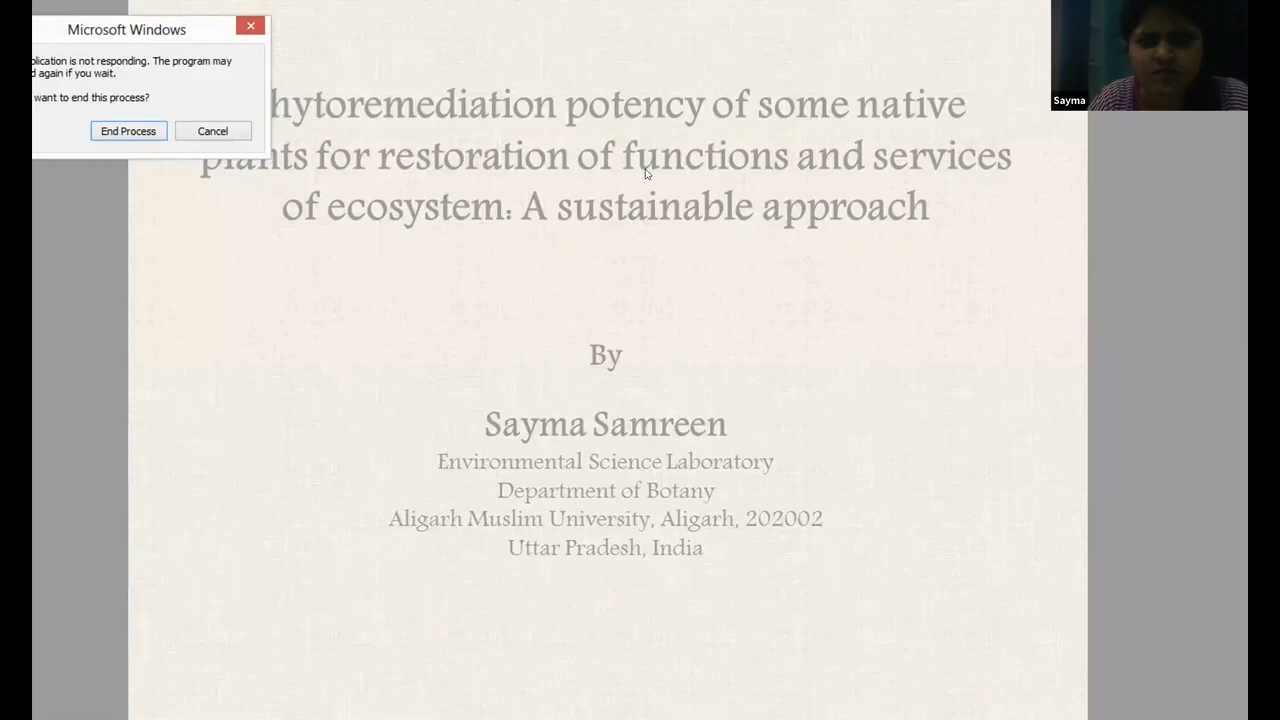 Microsoft Windows
plication is not responding. The program may
d again if you wait.
want to end this process?
End Process
Cancel
Sayma
hytoremediation potency of some native
plants for restoration of functions and services
of ecosystem: A sustainable approach
By
Sayma Samreen
Environmental Science Laboratory
Department of Botany
Aligarh Muslim University, Aligarh, 202002
Uttar Pradesh, India